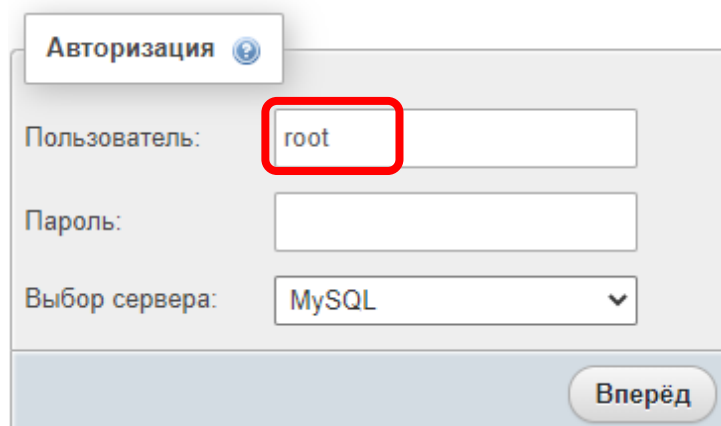 Авторизация
Пользователь: root
Пароль:
Выбор сервера: MySQL
Вперёд